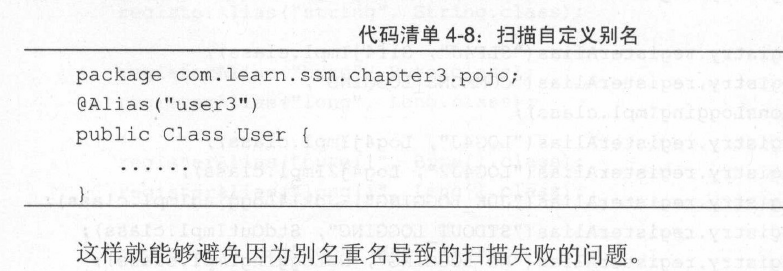 代码清单 4-8：扫描自定义别名
package com.learn.ssm.chapter3.pojo;
@Alias("user3")
public Class User {
......
}
这样就能够避免因为别名重名导致的扫描失败的问题。